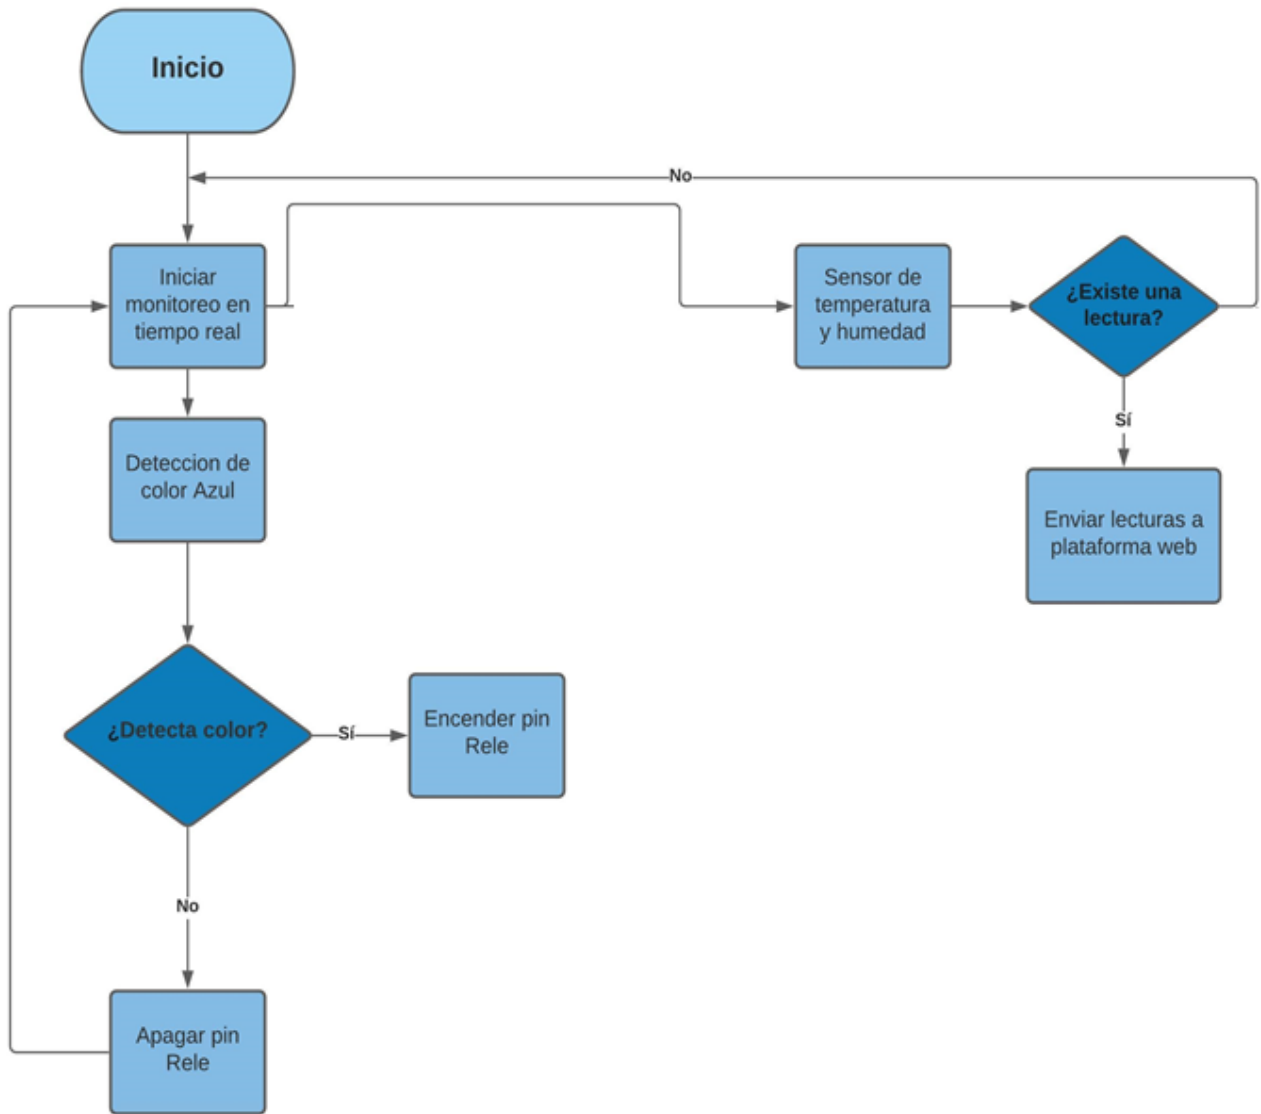 Inicio
No
Iniciar
monitoreo en
tiempo real
Sensor de
temperatura
y humedad
¿Existe una
lectura?
Sí
Enviar lecturas a
plataforma web
Deteccion de
color Azul
¿Detecta color?
Sí
Encender pin
Rele
No
Apagar pin
Rele